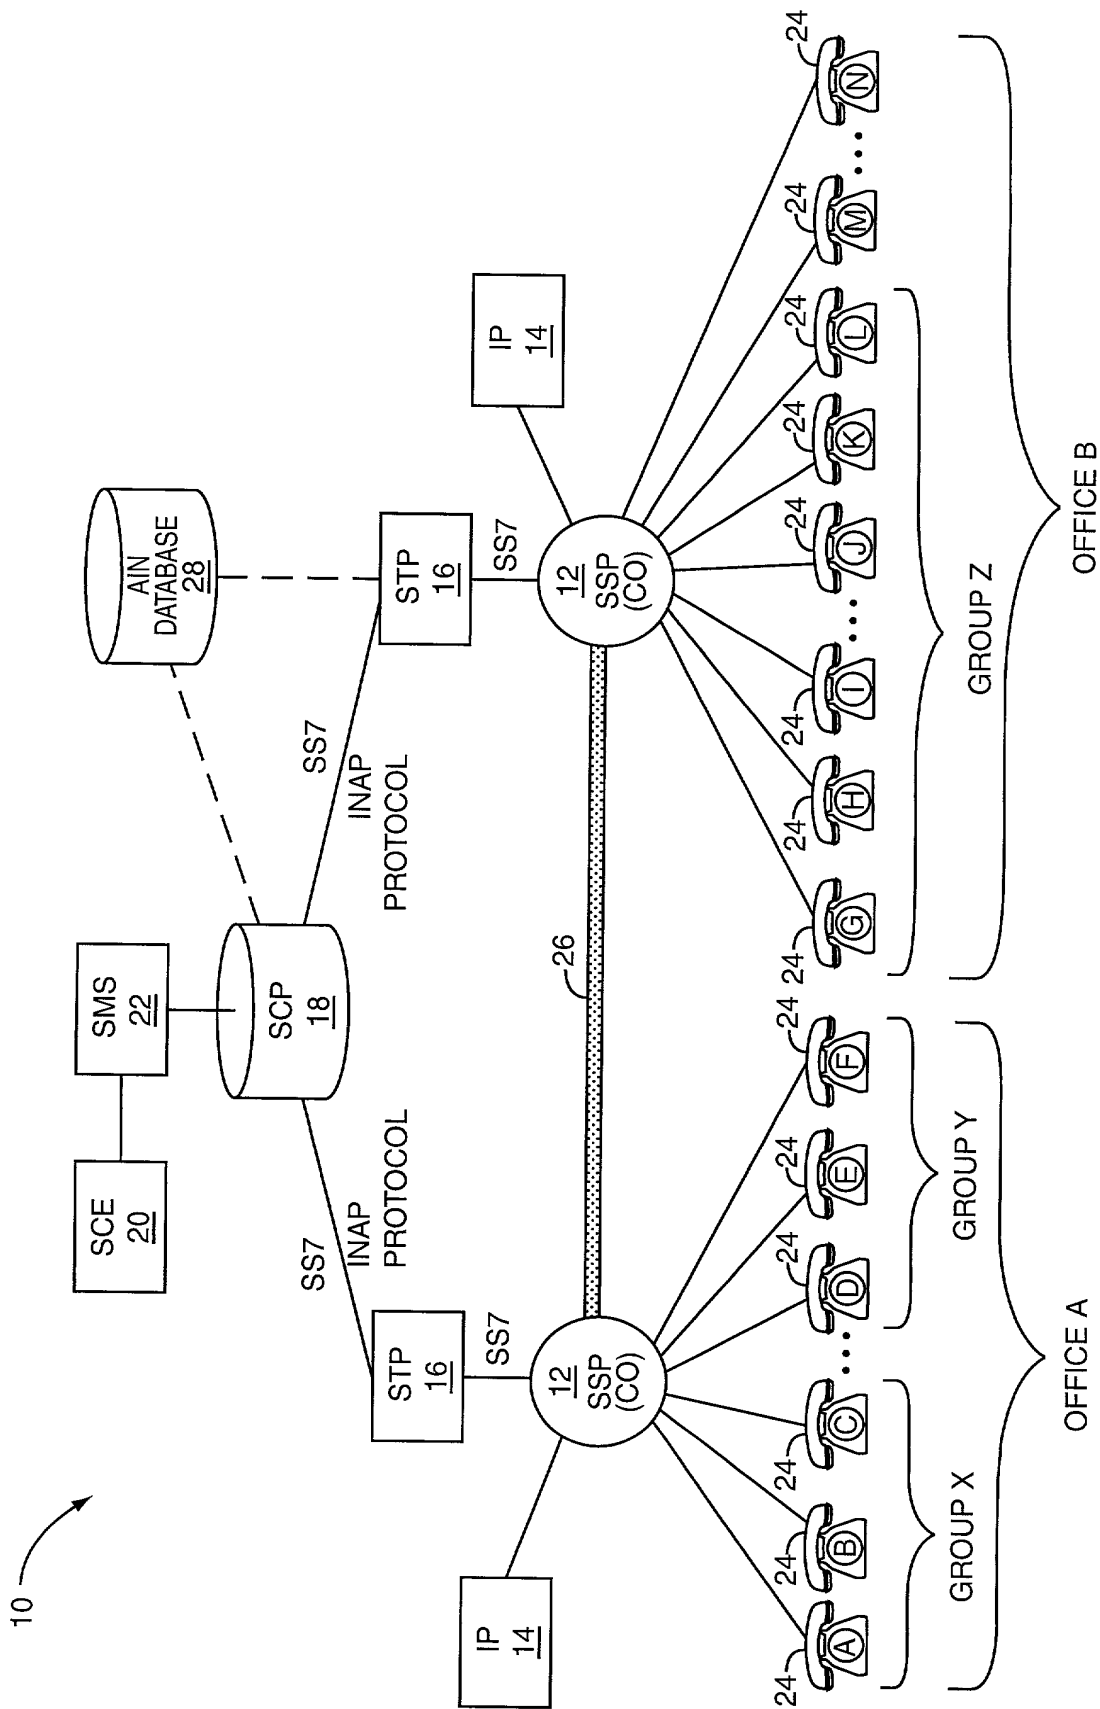 10
SCE
20
SMS
22
AIN
DATABASE
28
SCP
18
SS7
INAP
PROTOCOL
SS7
INAP
PROTOCOL
STP
16
STP
16
SS7
SS7
IP
14
IP
14
12
SSP
(CO)
12
SSP
(CO)
26
24
24
24
24
24
24
24
24
24
24
24
24
24
24
A
B
C
D
E
F
G
H
I
J
K
L
M
N
GROUP X
GROUP Y
GROUP Z
OFFICE A
OFFICE B